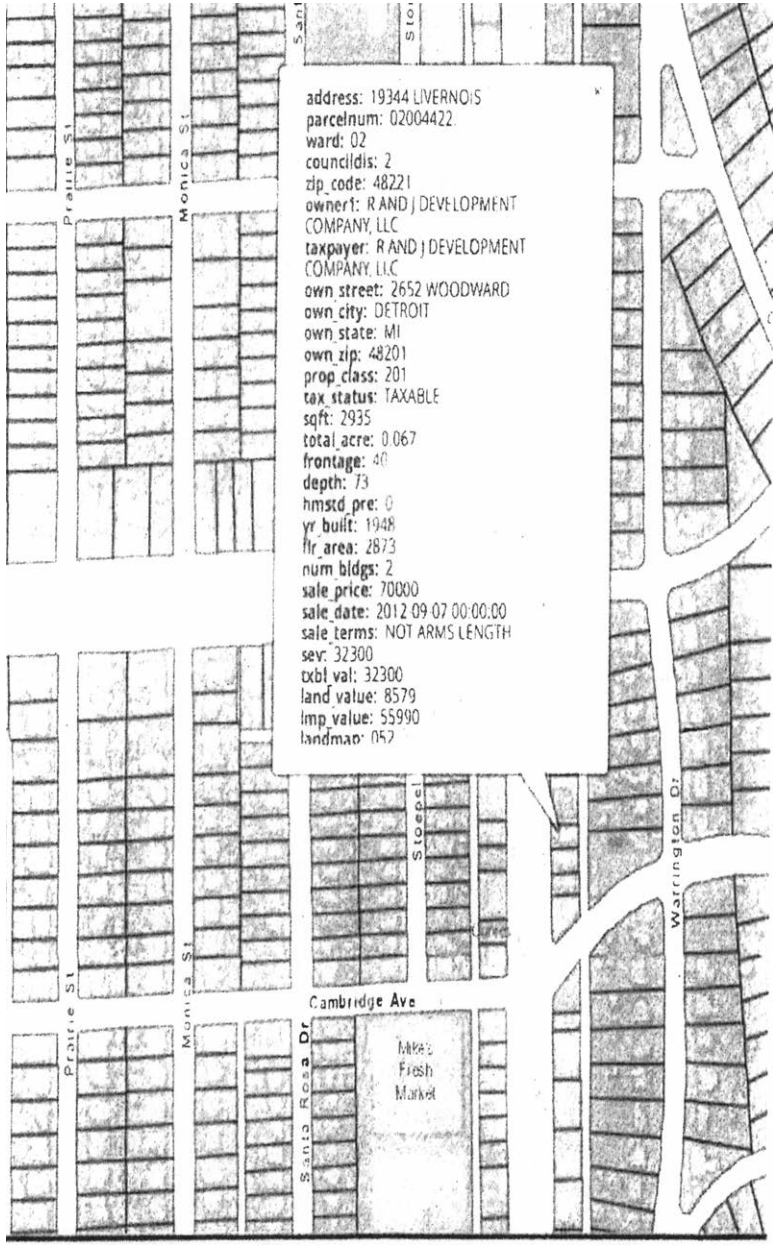 Prairie St
Monica St
address: 19344 LIVERNOIS
parcelnum: 02004422.
ward: 02
councildis: 2
zip_code: 48221
owner1: R AND J DEVELOPMENT
COMPANY, LLC
taxpayer: R AND J DEVELOPMENT
COMPANY, LLC
own_street: 2652 WOODWARD
own_city: DETROIT
own_state: MI
own_zip: 48201
prop_class: 201
tax_status: TAXABLE
sqft: 2935
total_acre: 0.067
frontage: 40
depth: 73
hmstd_pre: 0
yr_built: 1948
flr_area: 2873
num_bldgs: 2
sale_price: 70000
sale_date: 2012-09-07 00:00:00
sale_terms: NOT ARMS LENGTH
sev: 32300
txbl_val: 32300
land_value: 8579
imp_value: 55990
landmap: 052
Stoepel
Warrington Dr
Prairie St
Monica St
Cambridge Ave
Santa Rosa Dr
Mike's
Fresh
Market